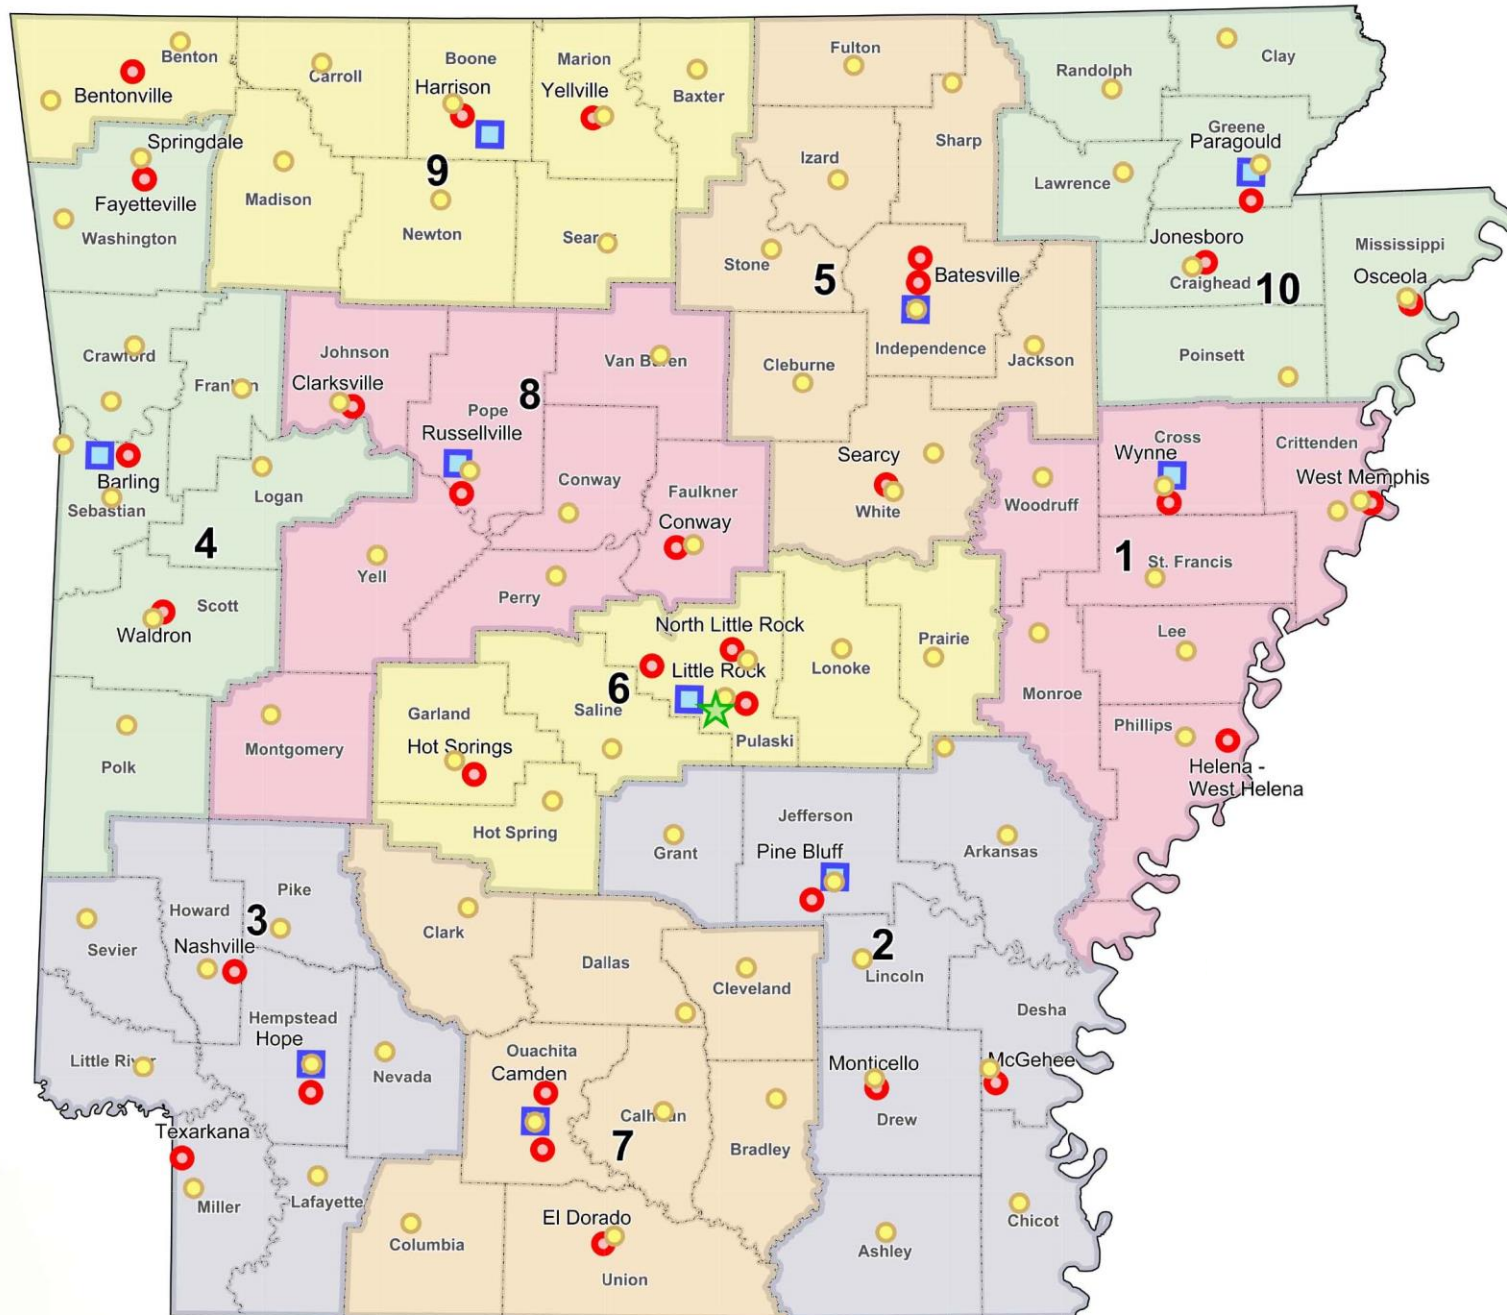 Benton
Bentonville
Carroll
Boone
Harrison
Marion
Yellville
Baxter
Fulton
Sharp
Izard
Randolph
Clay
Greene
Paragould
Lawrence
Springdale
Fayetteville
Washington
Madison
9
Newton
Stone
5
Batesville
Independence
Jackson
Cleburne
Jonesboro
Craighead
10
Mississippi
Osceola
Poinsett
Crawford
Johnson
Clarksville
8
Van Buren
Pope
Russellville
Conway
Faulkner
Conway
Searcy
White
Woodruff
Cross
Wynne
Crittenden
West Memphis
Barling
Sebastian
Logan
4
Scott
Waldron
Yell
Perry
1
St. Francis
Lee
Monroe
Phillips
Helena -
West Helena
North Little Rock
Little Rock
6
Saline
Pulaski
Lonoke
Prairie
Garland
Hot Springs
Hot Spring
Montgomery
Polk
Jefferson
Pine Bluff
Grant
Arkansas
Pike
Howard
3
Nashville
Sevier
Clark
Dallas
Cleveland
2
Lincoln
Desha
Hempstead
Hope
Little River
Nevada
Ouachita
Camden
Calhoun
7
Bradley
Monticello
Drew
McGehee
Texarkana
Miller
Lafayette
Columbia
El Dorado
Union
Ashley
Chicot